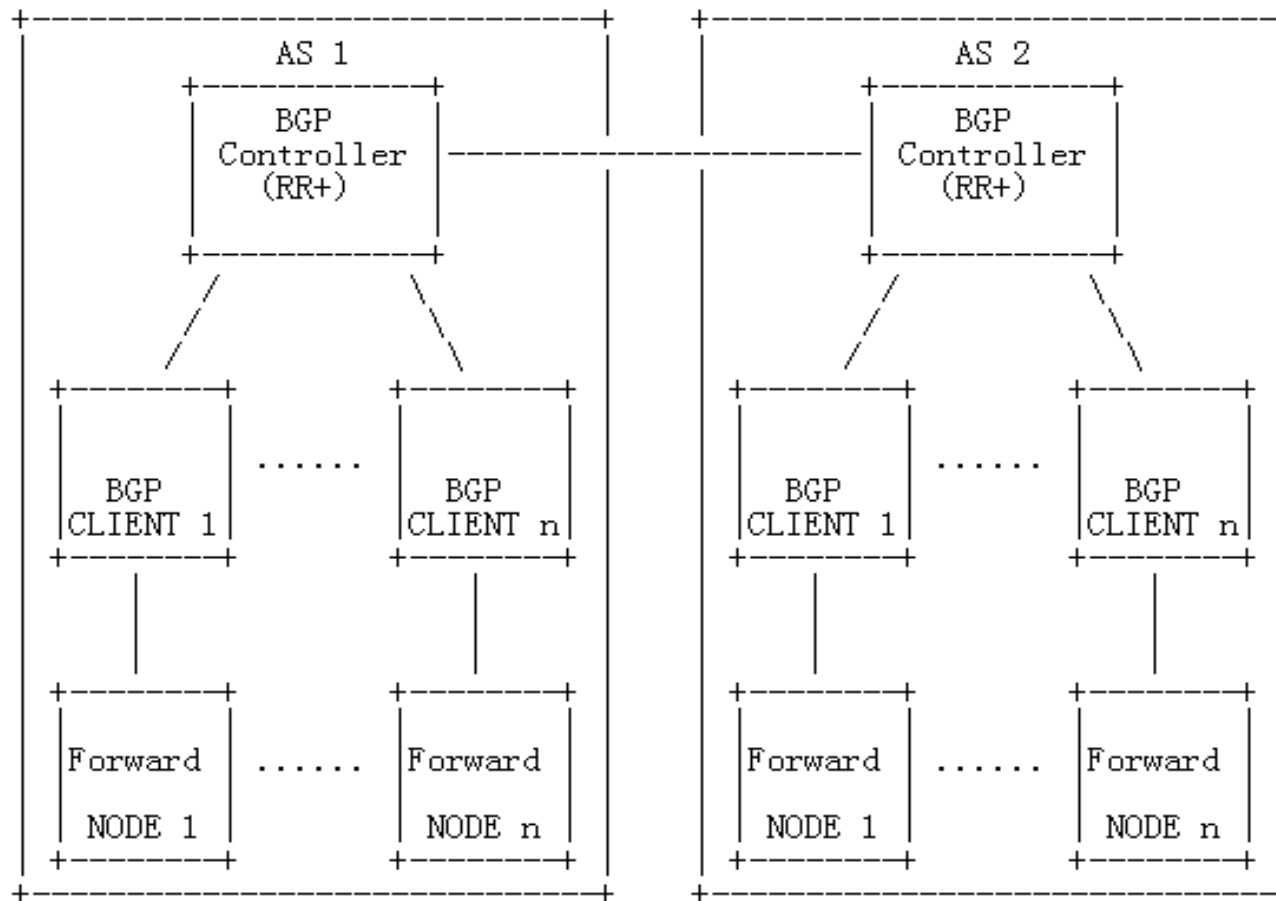 AS 1 AS 2
BGP BGP
Controller Controller
(RR+) (RR+)
...... ......
BGP BGP BGP BGP
CLIENT 1 CLIENT n CLIENT 1 CLIENT n
Forward ...... Forward Forward ...... Forward
NODE 1 NODE n NODE 1 NODE n